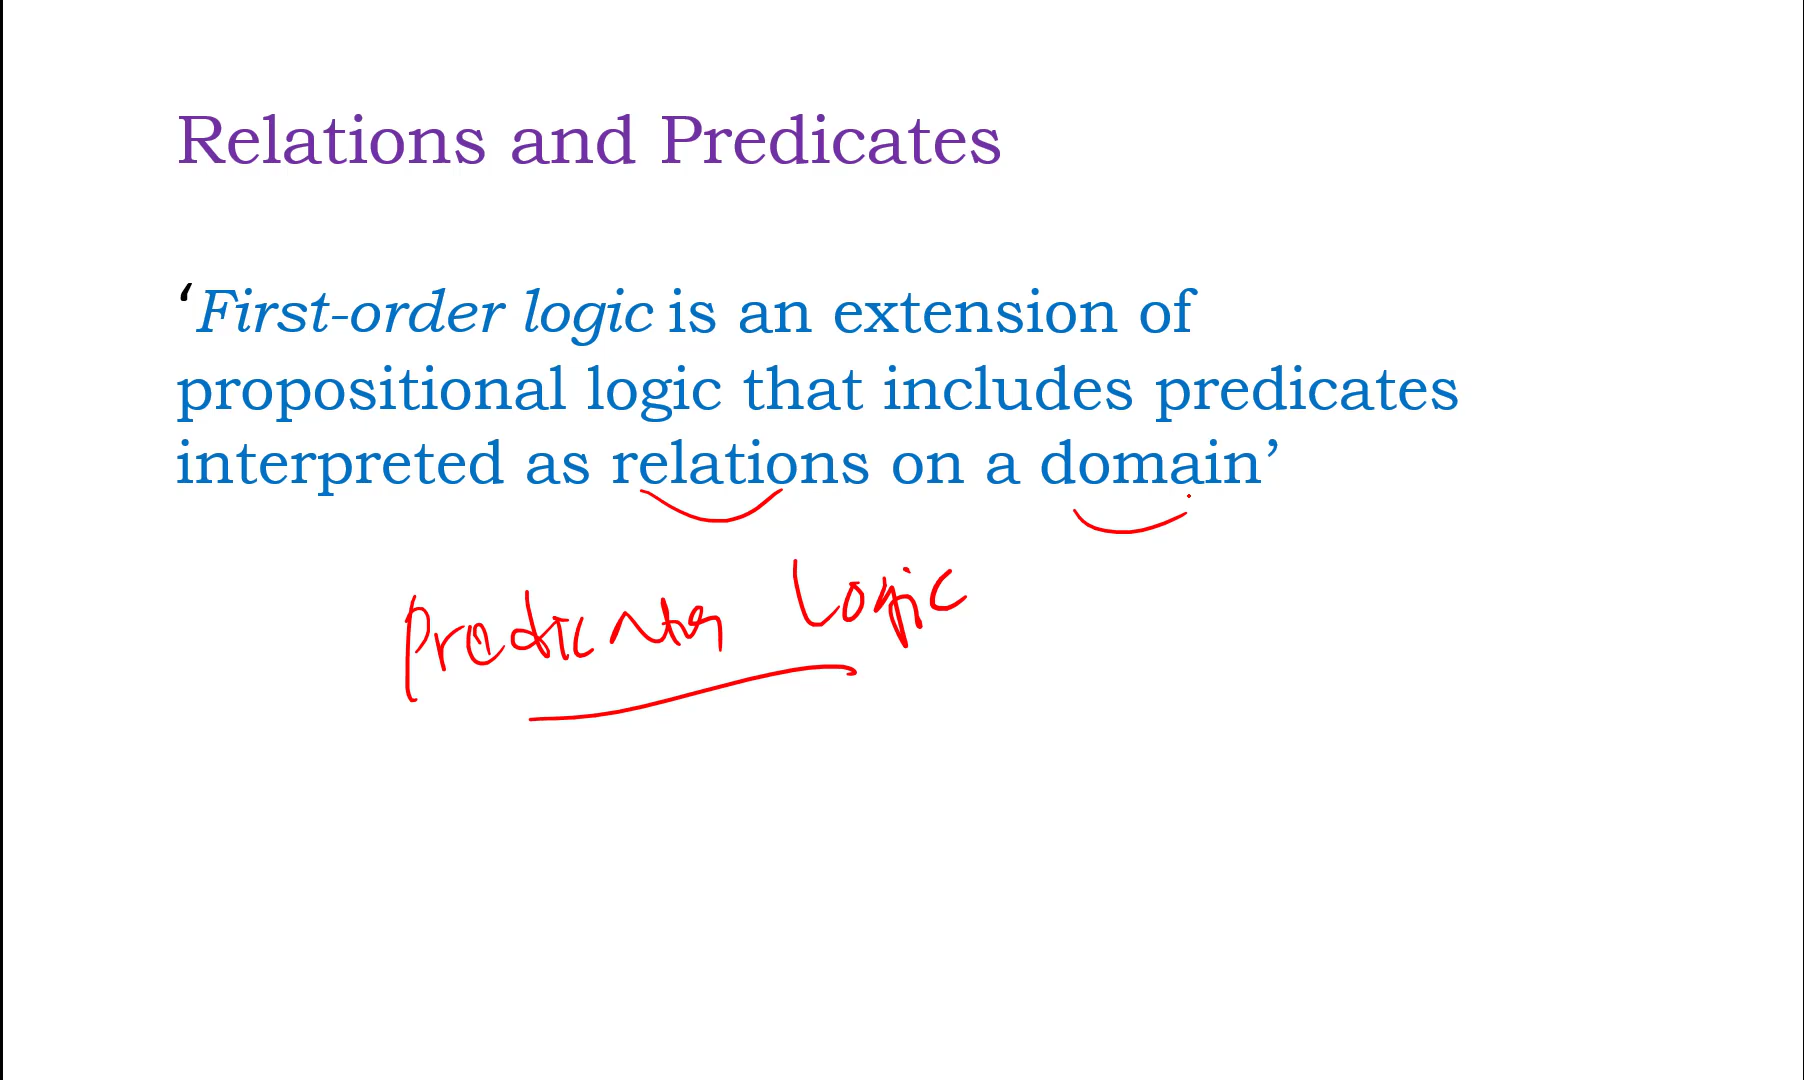 Relations and Predicates
‘First-order logic is an extension of
propositional logic that includes predicates
interpreted as relations on a domain’
Logic